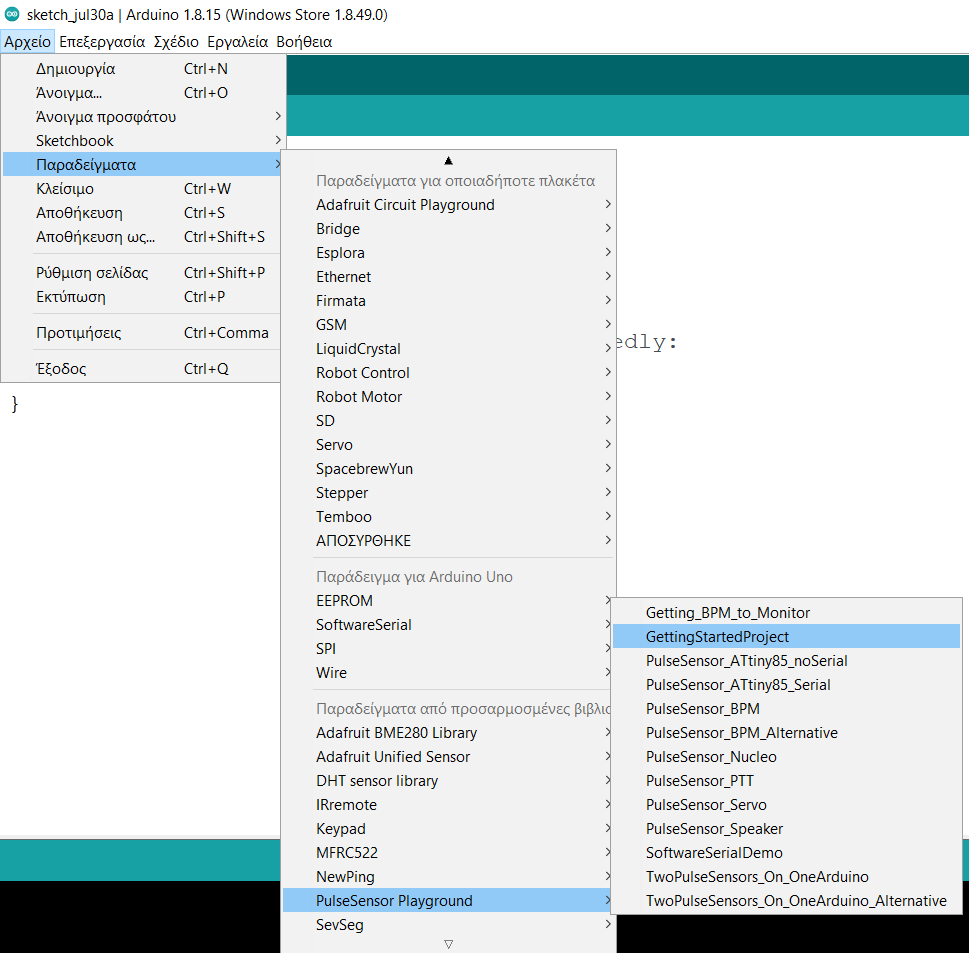 sketch_jul30a | Arduino 1.8.15 (Windows Store 1.8.49.0)
Αρχείο Επεξεργασία Σχέδιο Εργαλεία Βοήθεια
Δημιουργία Ctrl+N
Άνοιγμα... Ctrl+O
Άνοιγμα προσφάτου
Sketchbook
Παραδείγματα
Κλείσιμο Ctrl+W
Αποθήκευση Ctrl+S
Αποθήκευση ως... Ctrl+Shift+S
Ρύθμιση σελίδας Ctrl+Shift+P
Εκτύπωση Ctrl+P
Προτιμήσεις Ctrl+Comma
Έξοδος Ctrl+Q
}
edly:
Παραδείγματα για οποιαδήποτε πλακέτα
Adafruit Circuit Playground
Bridge
Esplora
Ethernet
Firmata
GSM
LiquidCrystal
Robot Control
Robot Motor
SD
Servo
SpacebrewYun
Stepper
Temboo
ΑΠΟΣΥΡΘΗΚΕ
Παράδειγμα για Arduino Uno
EEPROM
SoftwareSerial
SPI
Wire
Παραδείγματα από προσαρμοσμένες βιβλιο
Adafruit BME280 Library
Adafruit Unified Sensor
DHT sensor library
IRremote
Keypad
MFRC522
NewPing
PulseSensor Playground
SevSeg
Getting_BPM_to_Monitor
GettingStartedProject
PulseSensor_ATtiny85_noSerial
PulseSensor_ATtiny85_Serial
PulseSensor_BPM
PulseSensor_BPM_Alternative
PulseSensor_Nucleo
PulseSensor_PTT
PulseSensor_Servo
PulseSensor_Speaker
SoftwareSerialDemo
TwoPulseSensors_On_OneArduino
TwoPulseSensors_On_OneArduino_Alternative